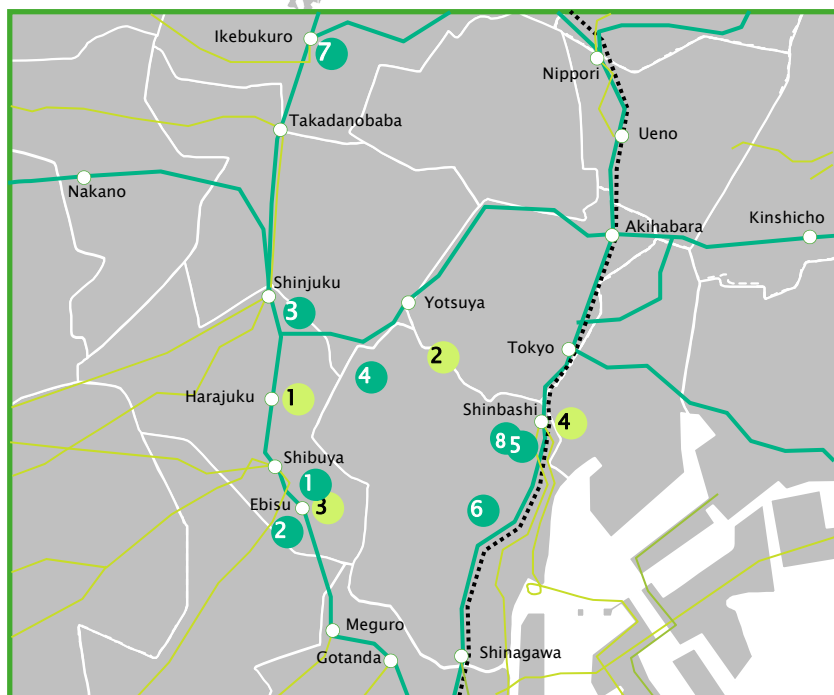 Ikebukuro
7
Nippori
Takadanobaba
Ueno
Nakano
Kinshicho
Akihabara
Shinjuku
3
Yotsuya
Tokyo
2
4
Harajuku
1
Shinbashi
4
8
5
Shibuya
1
Ebisu
3
6
2
Meguro
Gotanda
Shinagawa